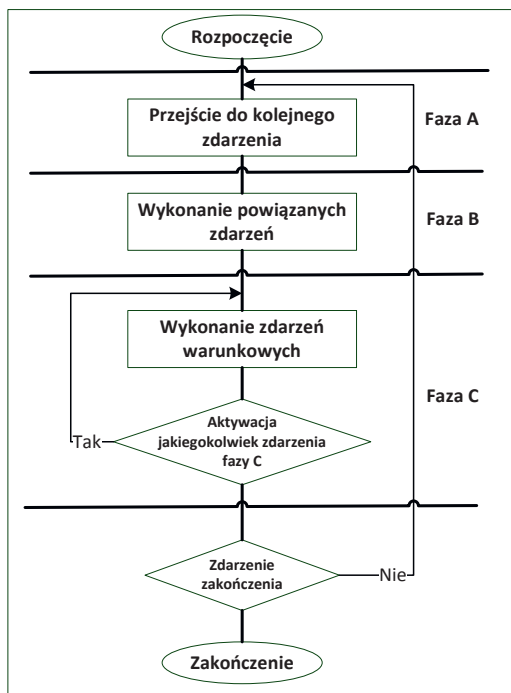 Rozpoczęcie
Przejście do kolejnego
zdarzenia
Faza A
Wykonanie powiązanych
zdarzeń
Faza B
Wykonanie zdarzeń
warunkowych
Faza C
Aktywacja
jakiegokolwiek zdarzenia
fazy C
Tak
Zdarzenie
zakończenia
Nie
Zakończenie